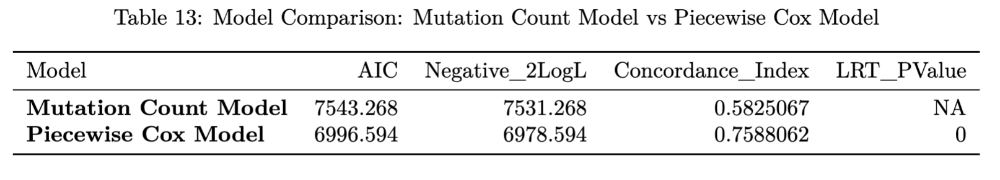 Table 13: Model Comparison: Mutation Count Model vs Piecewise Cox Model
Model AIC Negative_2LogL Concordance_Index LRT_PValue
Mutation Count Model 7543.268 7531.268 0.5825067 NA
Piecewise Cox Model 6996.594 6978.594 0.7588062 0